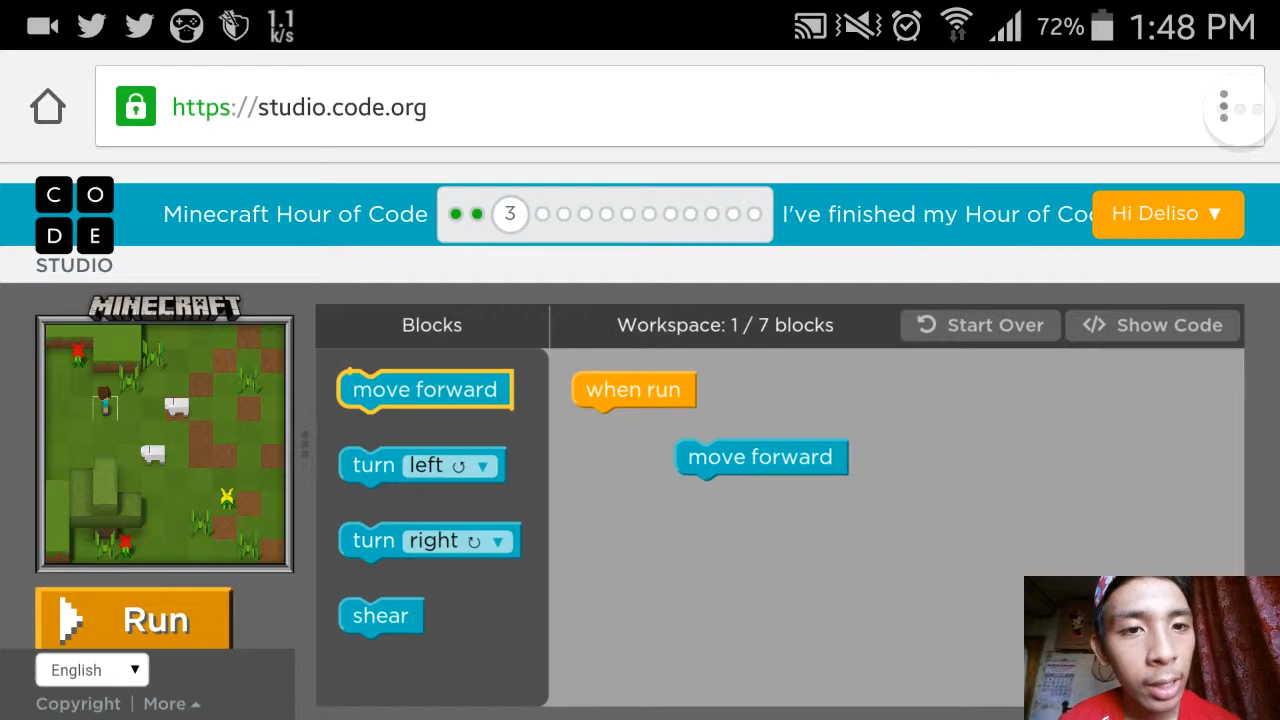 1.1
k/s
72%
1:48 PM
https://studio.code.org
C O
D E
STUDIO
Minecraft Hour of Code
3
I've finished my Hour of Co
Hi Deliso ▼
MINECRAFT
Blocks
Workspace: 1 / 7 blocks
Start Over
</> Show Code
move forward
when run
move forward
turn left ↺ ▼
turn right ↻ ▼
shear
Run
English ▼
Copyright | More